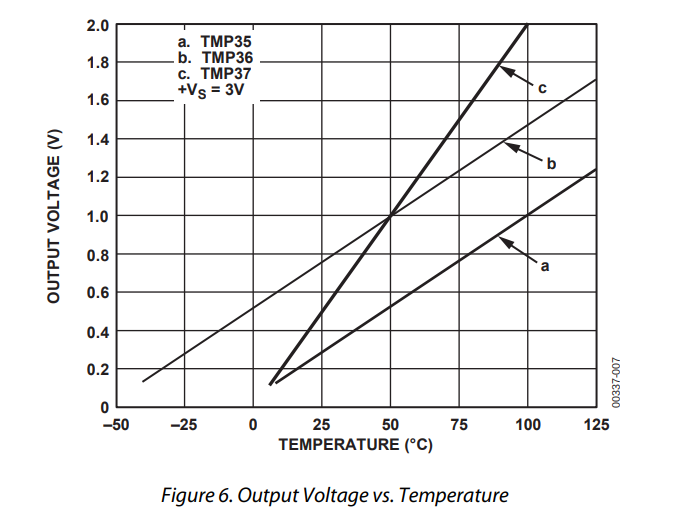 2.0
1.8
1.6
1.4
1.2
1.0
0.8
0.6
0.4
0.2
0
OUTPUT VOLTAGE (V)
a. TMP35
b. TMP36
c. TMP37
+VS = 3V
c
b
a
–50 –25 0 25 50 75 100 125
TEMPERATURE (°C)
00337-007
Figure 6. Output Voltage vs. Temperature